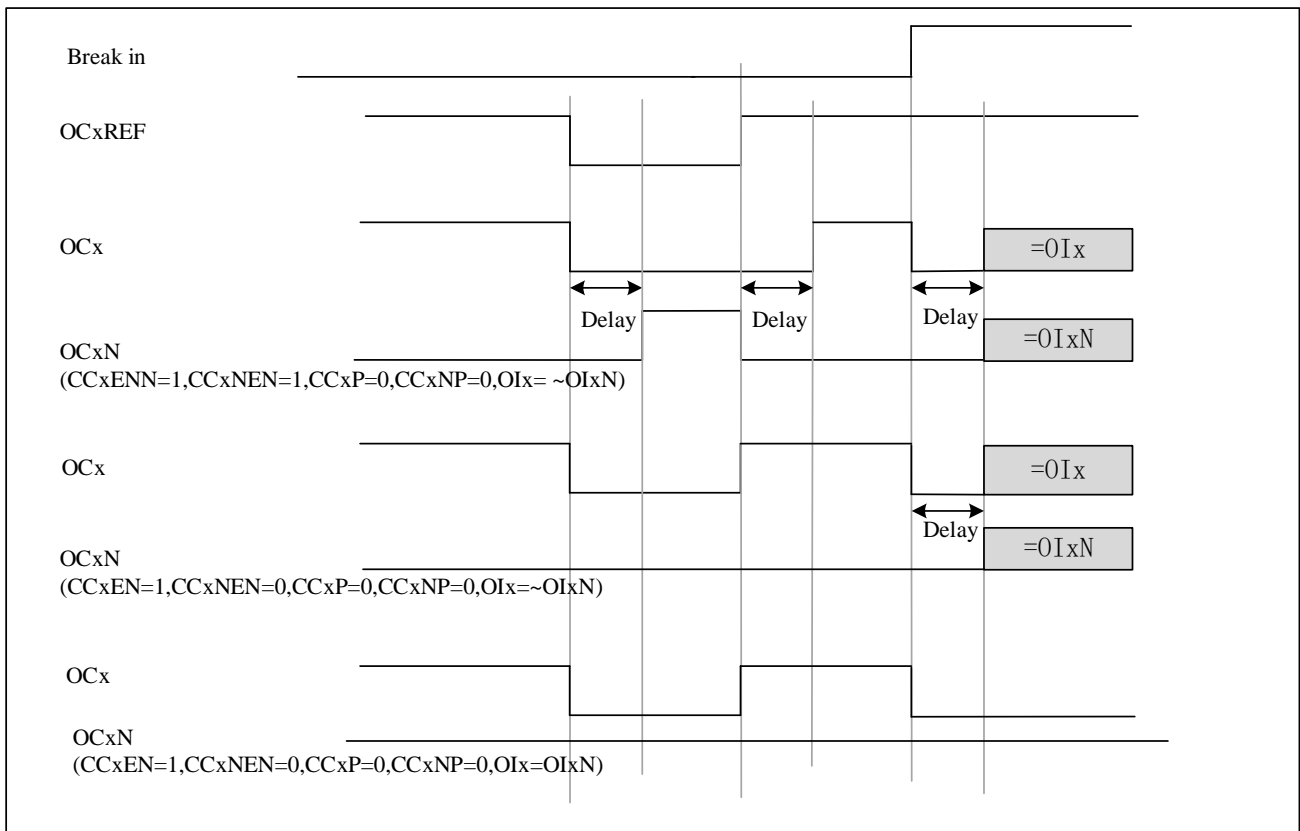 Break in
OCxREF
OCx
=OIx
Delay
Delay
Delay
=OIxN
OCxN
(CCxENN=1,CCxNEN=1,CCxP=0,CCxNP=0,OIx= ~OIxN)
OCx
=OIx
Delay
=OIxN
OCxN
(CCxEN=1,CCxNEN=0,CCxP=0,CCxNP=0,OIx=~OIxN)
OCx
OCxN
(CCxEN=1,CCxNEN=0,CCxP=0,CCxNP=0,OIx=OIxN)